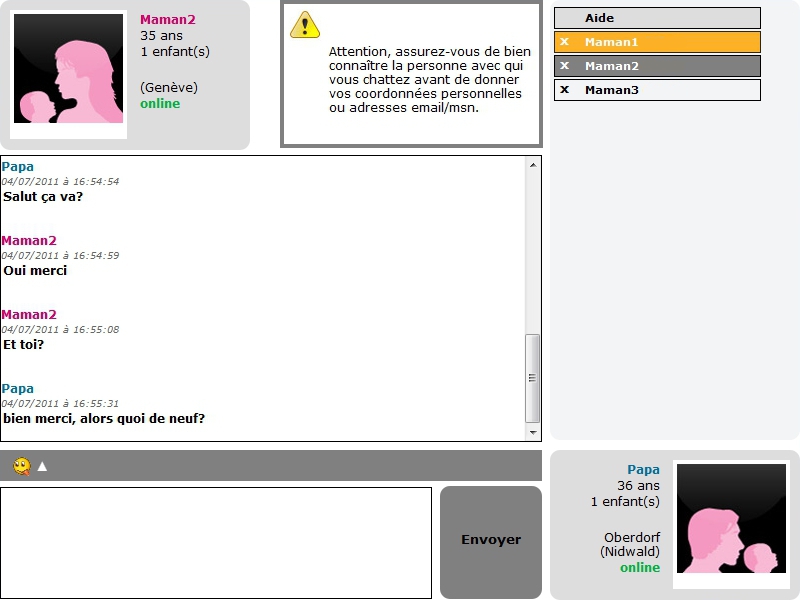 Maman2
35 ans
1 enfant(s)
(Genève)
online
Attention, assurez-vous de bien
connaître la personne avec qui
vous chattez avant de donner
vos coordonnées personnelles
ou adresses email/msn.
Aide
x Maman1
x Maman2
x Maman3
Papa
04/07/2011 à 16:54:54
Salut ça va?
Maman2
04/07/2011 à 16:54:59
Oui merci
Maman2
04/07/2011 à 16:55:08
Et toi?
Papa
04/07/2011 à 16:55:31
bien merci, alors quoi de neuf?
Envoyer
Papa
36 ans
1 enfant(s)
Oberdorf
(Nidwald)
online